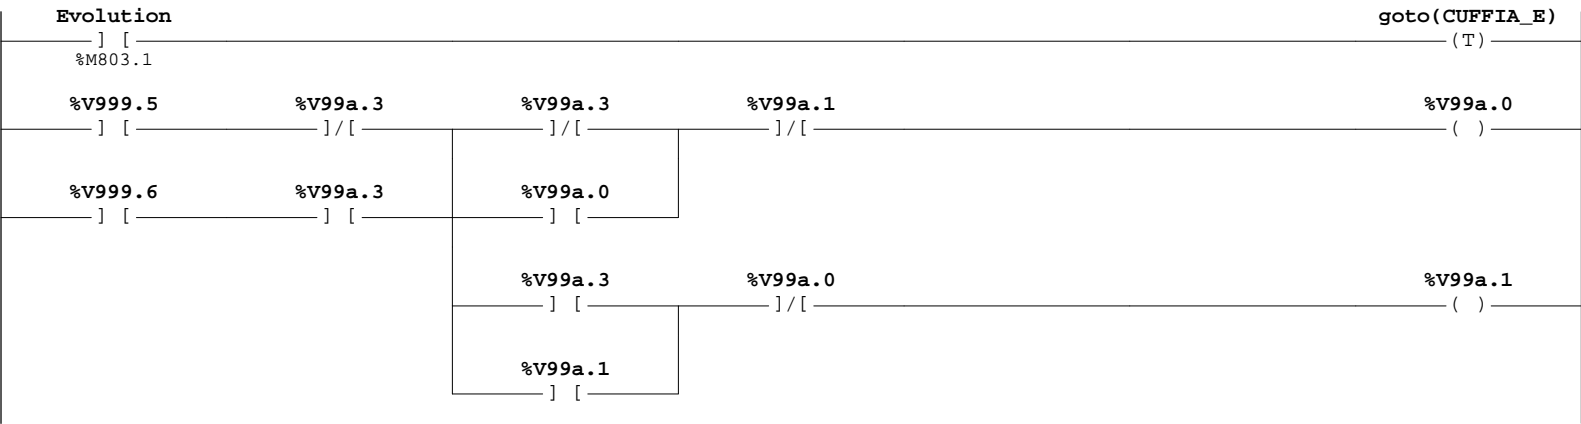 Evolution goto(CUFFIA_E)
] [ (T)
%M803.1
%V999.5 %V99a.3 %V99a.3 %V99a.1 %V99a.0
] [ ]/[ ]/[ ]/[ ( )
%V999.6 %V99a.3 %V99a.0
] [ ] [ ] [
%V99a.3 %V99a.0 %V99a.1
] [ ]/[ ( )
%V99a.1
] [